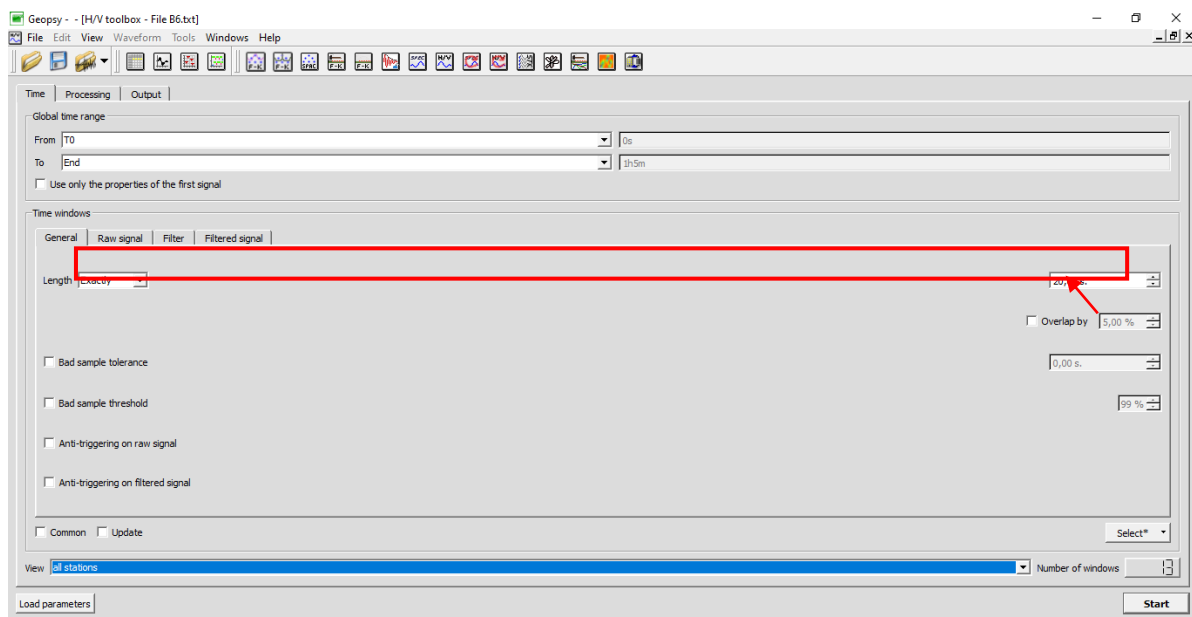 Geopsy - - [H/V toolbox - File B6.txt]
File Edit View Waveform Tools Windows Help
Time Processing Output
Global time range
From T0 0s
To End 1h5m
Use only the properties of the first signal
Time windows
General Raw signal Filter Filtered signal
Length Exactly
Overlap by 5,00 %
Bad sample tolerance 0,00 s.
Bad sample threshold 99 %
Anti-triggering on raw signal
Anti-triggering on filtered signal
Common Update Select*
View all stations Number of windows
Load parameters Start